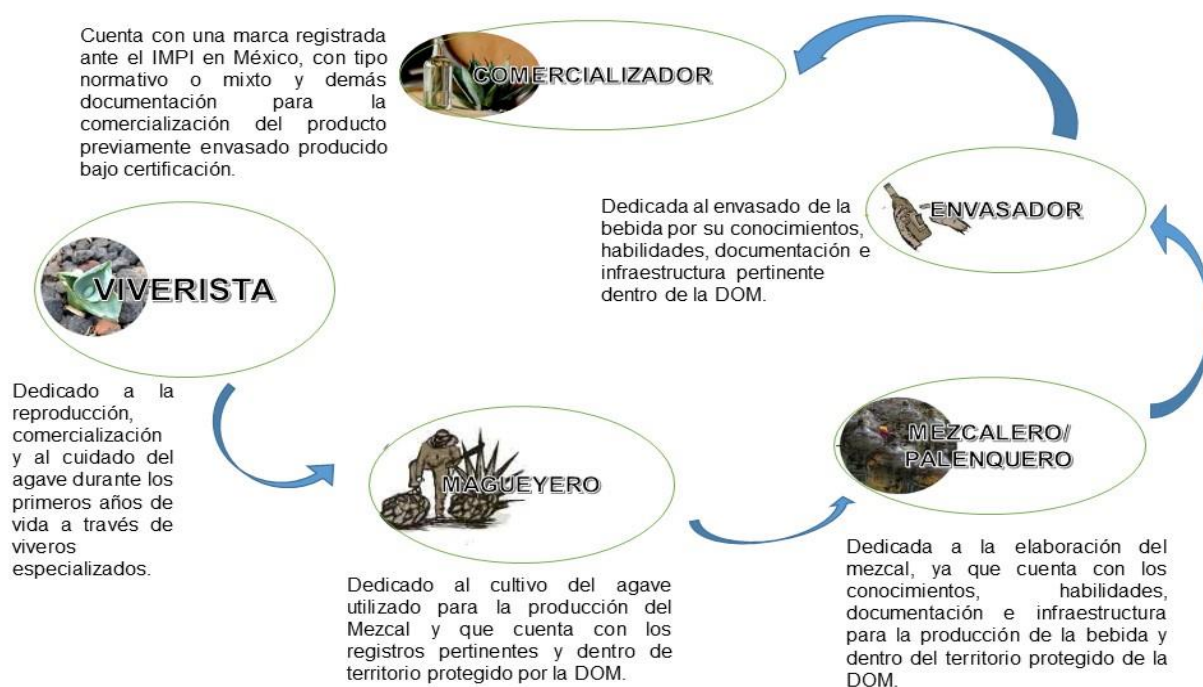 Cuenta con una marca registrada
ante el IMPI en México, con tipo
normativo o mixto y demás
documentación para la
comercialización del producto
previamente envasado producido
bajo certificación.
COMERCIALIZADOR
ENVASADOR
Dedicada al envasado de la
bebida por su conocimientos,
habilidades, documentación e
infraestructura pertinente
dentro de la DOM.
VIVERISTA
Dedicado a la
reproducción,
comercialización
y al cuidado del
agave durante los
primeros años de
vida a través de
viveros
especializados.
MAGUEYERO
Dedicado al cultivo del agave
utilizado para la producción del
Mezcal y que cuenta con los
registros pertinentes y dentro de
territorio protegido por la DOM.
MEZCALERO/
PALENQUERO
Dedicada a la elaboración del
mezcal, ya que cuenta con los
conocimientos, habilidades,
documentación e infraestructura
para la producción de la bebida y
dentro del territorio protegido de la
DOM.